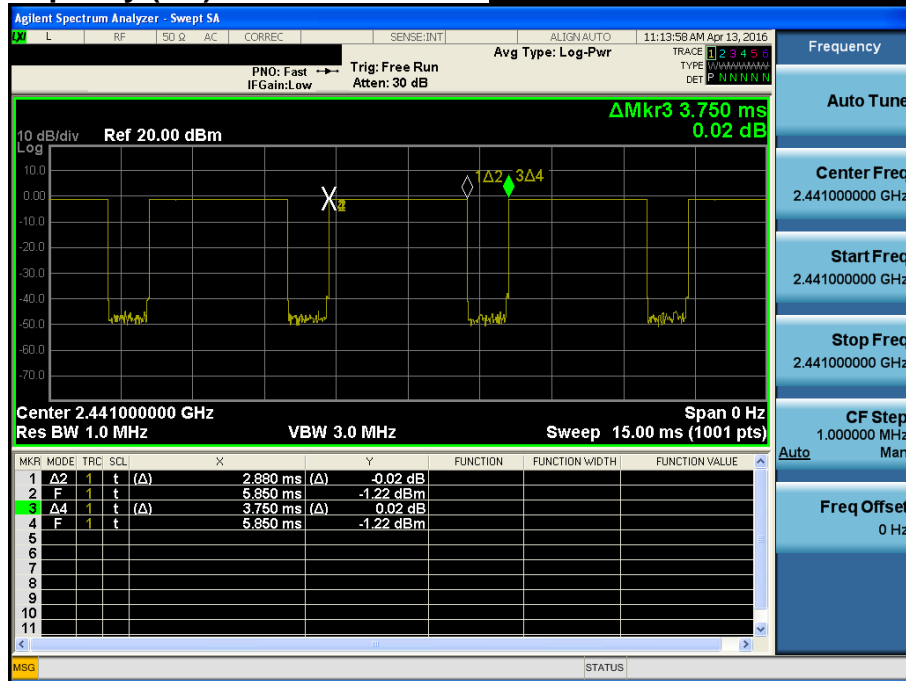 Agilent Spectrum Analyzer - Swept SA
LXI L RF 50 Ω AC CORREC SENSE:INT ALIGN AUTO 11:13:58 AM Apr 13, 2016
Avg Type: Log-Pwr
TRACE 1 2 3 4 5 6
TYPE WWWWWW
DET P N N N N N
PNO: Fast
IFGain:Low
Trig: Free Run
Atten: 30 dB
Frequency
Auto Tune
ΔMkr3 3.750 ms
0.02 dB
10 dB/div Ref 20.00 dBm
Log
10.0
0.00
-10.0
-20.0
-30.0
-40.0
-50.0
-60.0
-70.0
X
1Δ2 3Δ4
Center Freq
2.441000000 GHz
Start Freq
2.441000000 GHz
Stop Freq
2.441000000 GHz
CF Step
1.000000 MHz
Auto Man
Freq Offset
0 Hz
Center 2.441000000 GHz Span 0 Hz
Res BW 1.0 MHz VBW 3.0 MHz Sweep 15.00 ms (1001 pts)
MKR MODE TRC SCL X Y FUNCTION FUNCTION WIDTH FUNCTION VALUE
1 Δ2 1 t (Δ) 2.880 ms (Δ) -0.02 dB
2 F 1 t 5.850 ms -1.22 dBm
3 Δ4 1 t (Δ) 3.750 ms (Δ) 0.02 dB
4 F 1 t 5.850 ms -1.22 dBm
5
6
7
8
9
10
11
MSG STATUS